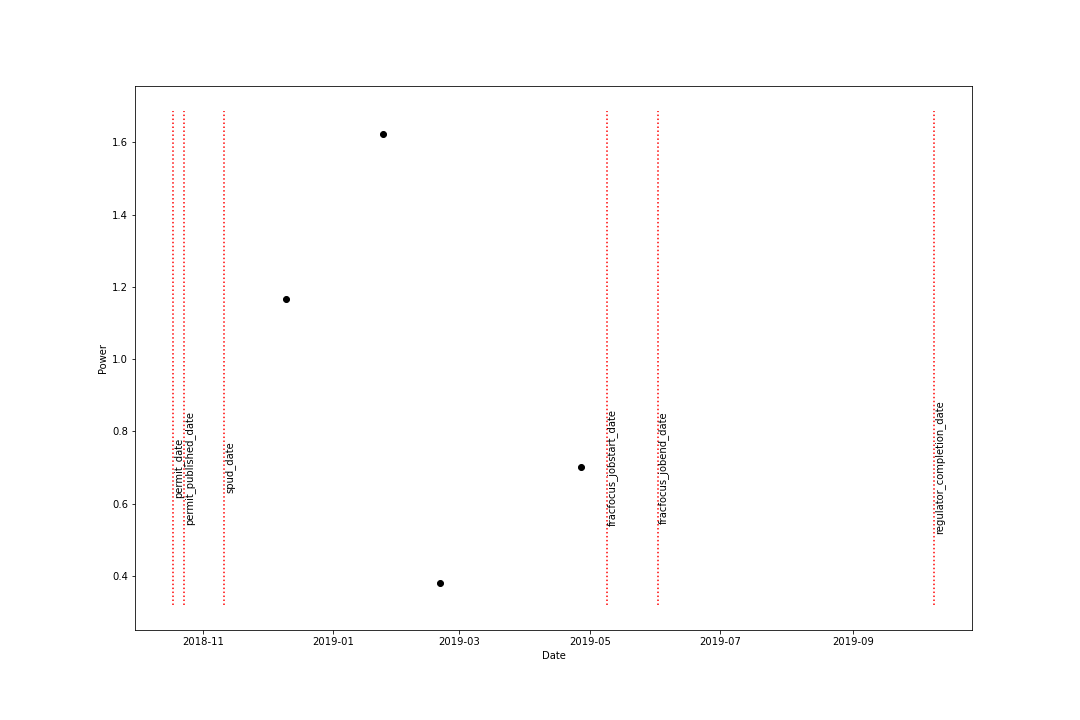 1.6
1.4
1.2
1.0
0.8
0.6
0.4
Power
permit_date
permit_published_date
spud_date
fracfocus_jobstart_date
fracfocus_jobend_date
regulator_completion_date
2018-11
2019-01
2019-03
2019-05
2019-07
2019-09
Date